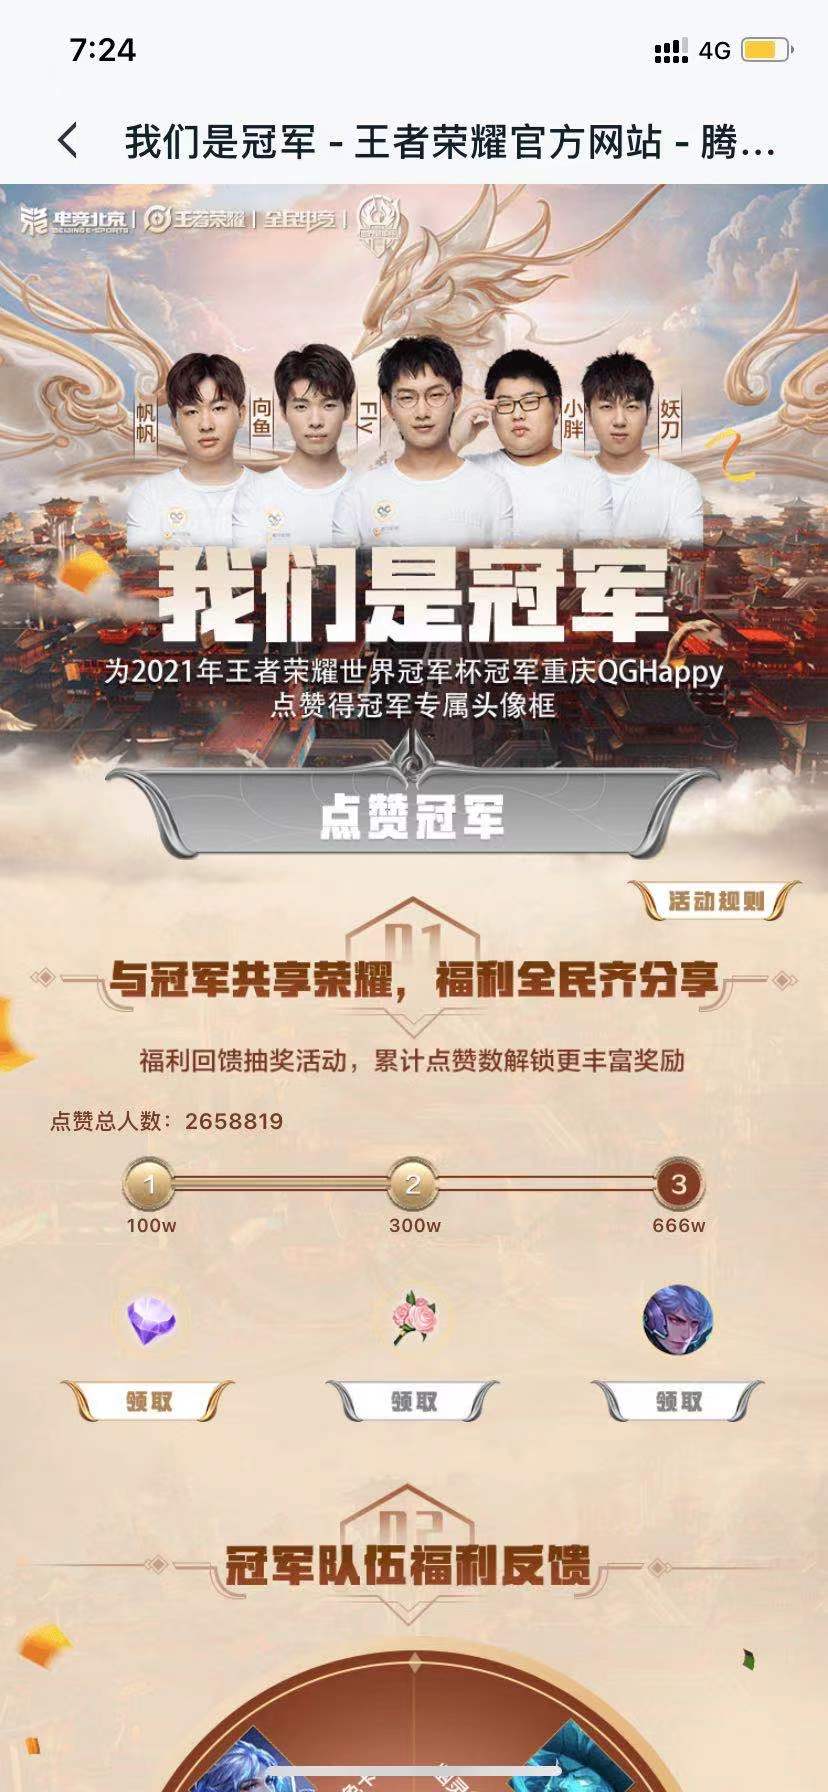 7:24 4G
我们是冠军 - 王者荣耀官方网站 - 腾...
电竞北京 | 王者荣耀 | 全民电竞 |
BEIJING E-SPORTS
帆帆
向鱼
Fly
小胖
妖刀
我们是冠军
为2021年王者荣耀世界冠军杯冠军重庆QGHappy
点赞得冠军专属头像框
点赞冠军
活动规则
01
与冠军共享荣耀，福利全民齐分享
福利回馈抽奖活动，累计点赞数解锁更丰富奖励
点赞总人数：2658819
1 2 3
100w 300w 666w
领取 领取 领取
02
冠军队伍福利反馈